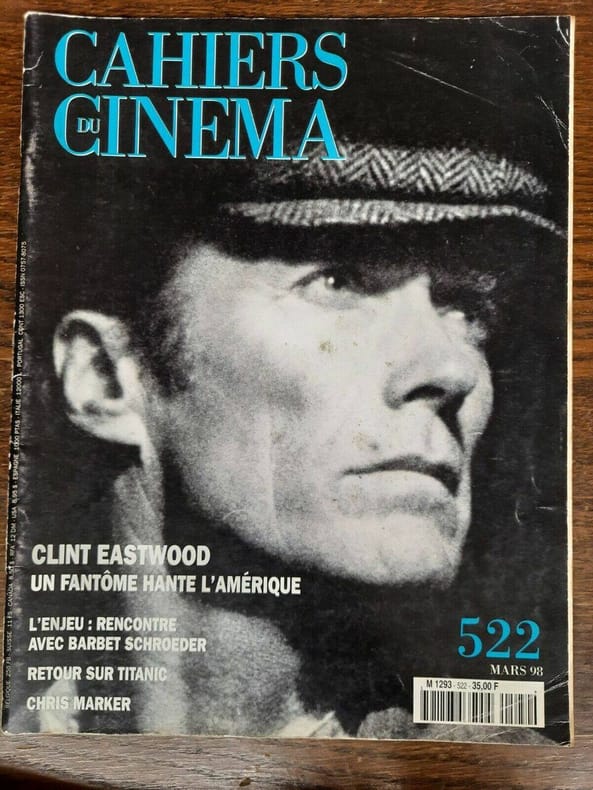 CAHIERS
DU
CINEMA
CLINT EASTWOOD
UN FANTÔME HANTE L'AMÉRIQUE
L'ENJEU : RENCONTRE
AVEC BARBET SCHROEDER
RETOUR SUR TITANIC
CHRIS MARKER
522
MARS 98
M 1293 - 522 - 35,00 F